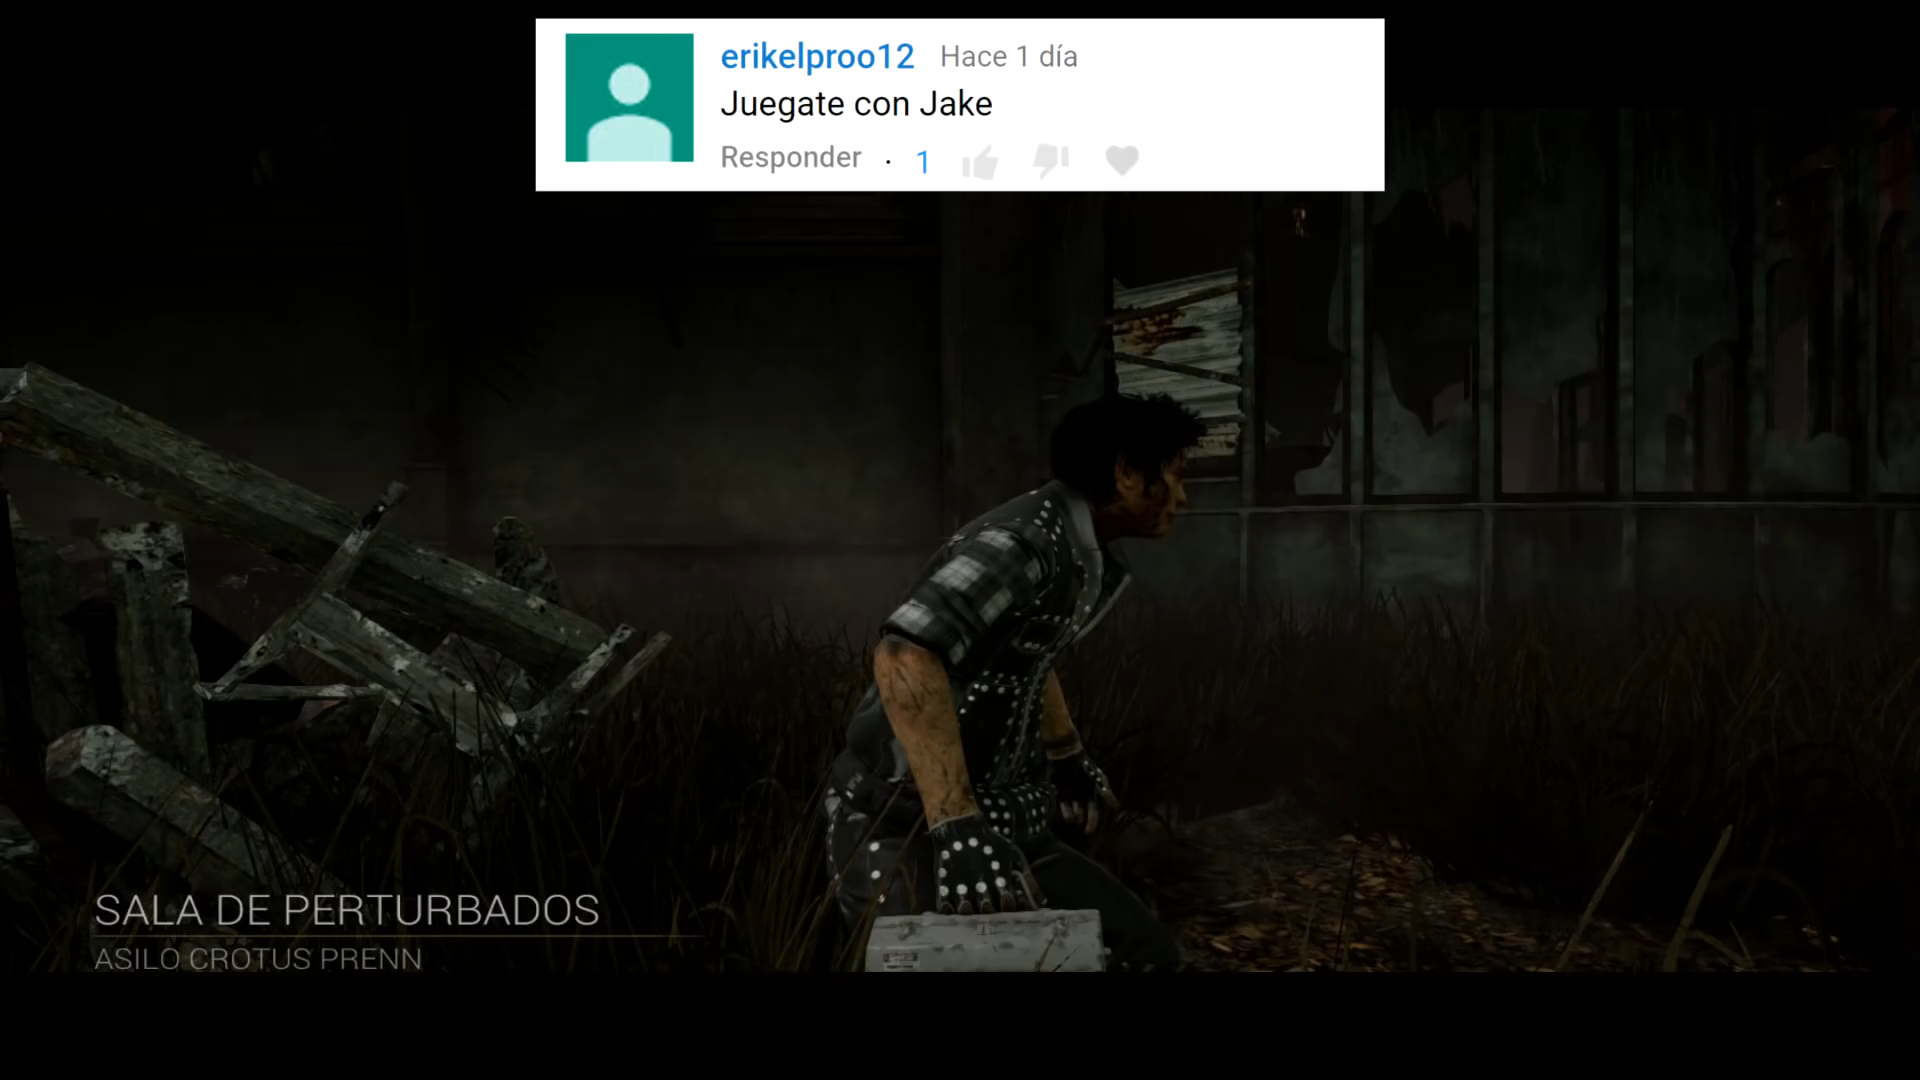 erikelproo12 Hace 1 día
Juegate con Jake
Responder · 1
SALA DE PERTURBADOS
ASILO CROTUS PRENN